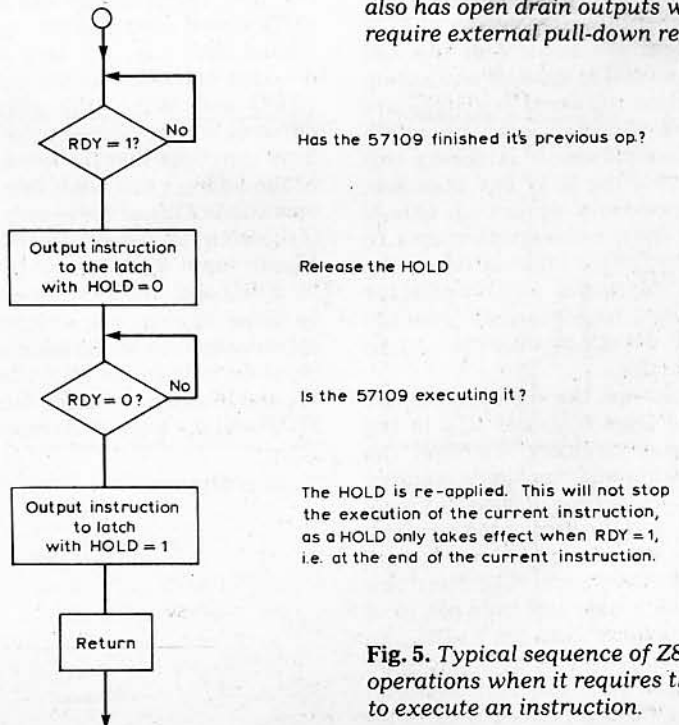 also has open drain outputs w
require external pull-down re
RDY = 1?
No
Has the 57109 finished it's previous op.?
Output instruction
to the latch
with HOLD=0
Release the HOLD
RDY = 0?
No
Is the 57109 executing it?
Output instruction
to latch
with HOLD = 1
The HOLD is re-applied. This will not stop
the execution of the current instruction,
as a HOLD only takes effect when RDY=1,
i.e. at the end of the current instruction.
Return
Fig. 5. Typical sequence of Z8
operations when it requires t
to execute an instruction.